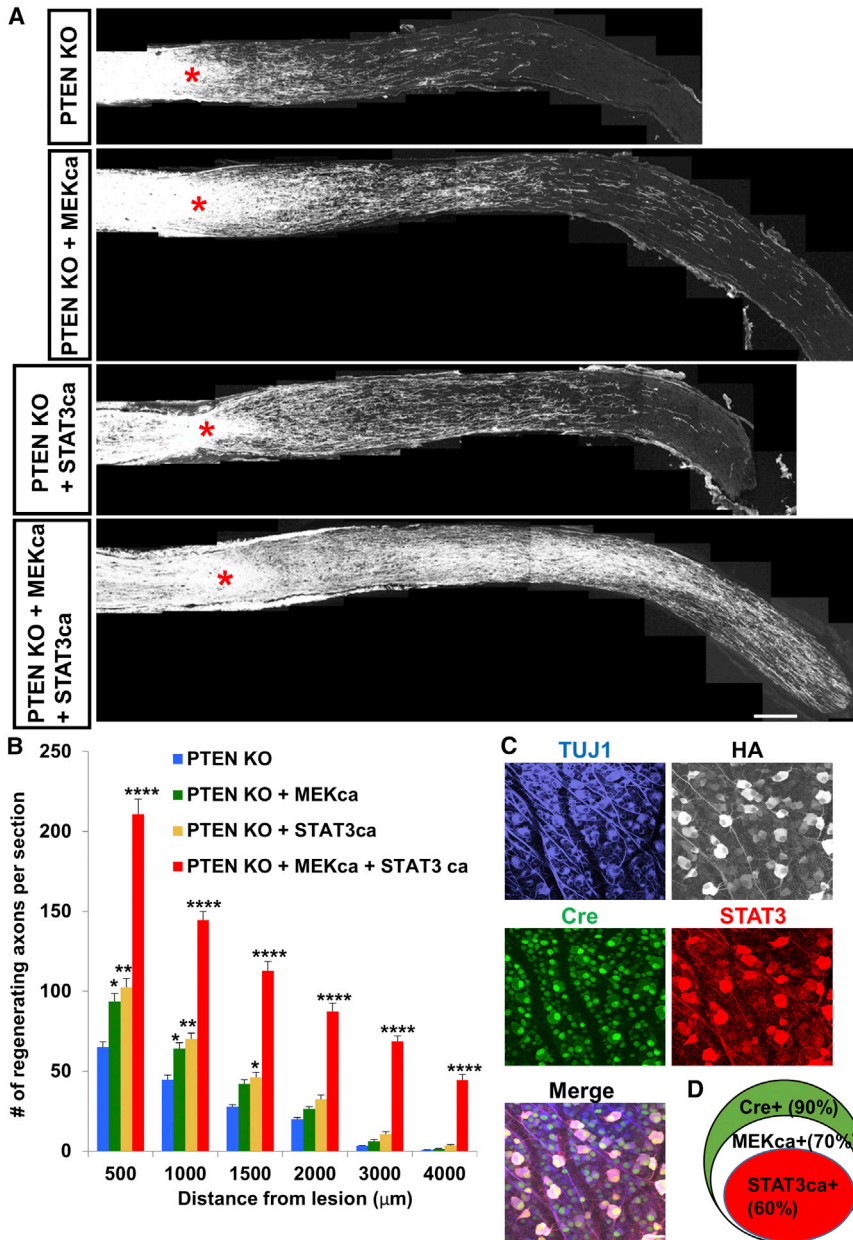 A
PTEN KO
*
PTEN KO + MEKca
*
PTEN KO
+ STAT3ca
*
PTEN KO + MEKca
+ STAT3ca
*
B
250
200
150
100
50
0
# of regenerating axons per section
PTEN KO
PTEN KO + MEKca
PTEN KO + STAT3ca
PTEN KO + MEKca + STAT3 ca
****
* **
****
* **
****
*
****
****
****
500 1000 1500 2000 3000 4000
Distance from lesion (μm)
C
TUJ1 HA
Cre STAT3
Merge
D
Cre+ (90%)
MEKca+(70%)
STAT3ca+
(60%)